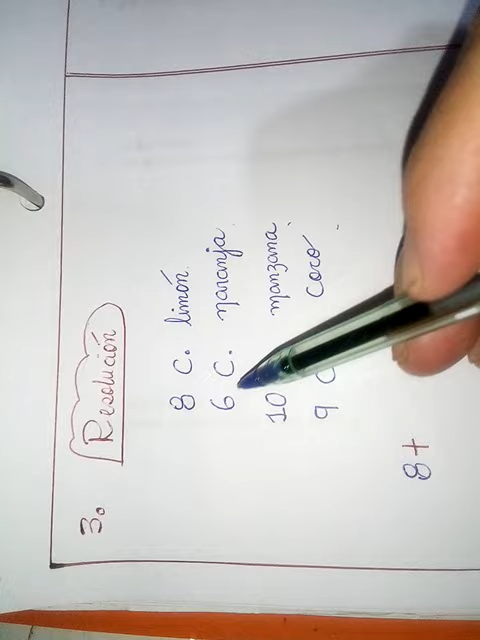 3. Resolución
8 c. limón
6 c. naranja
10 manzana
9 c coco
8+